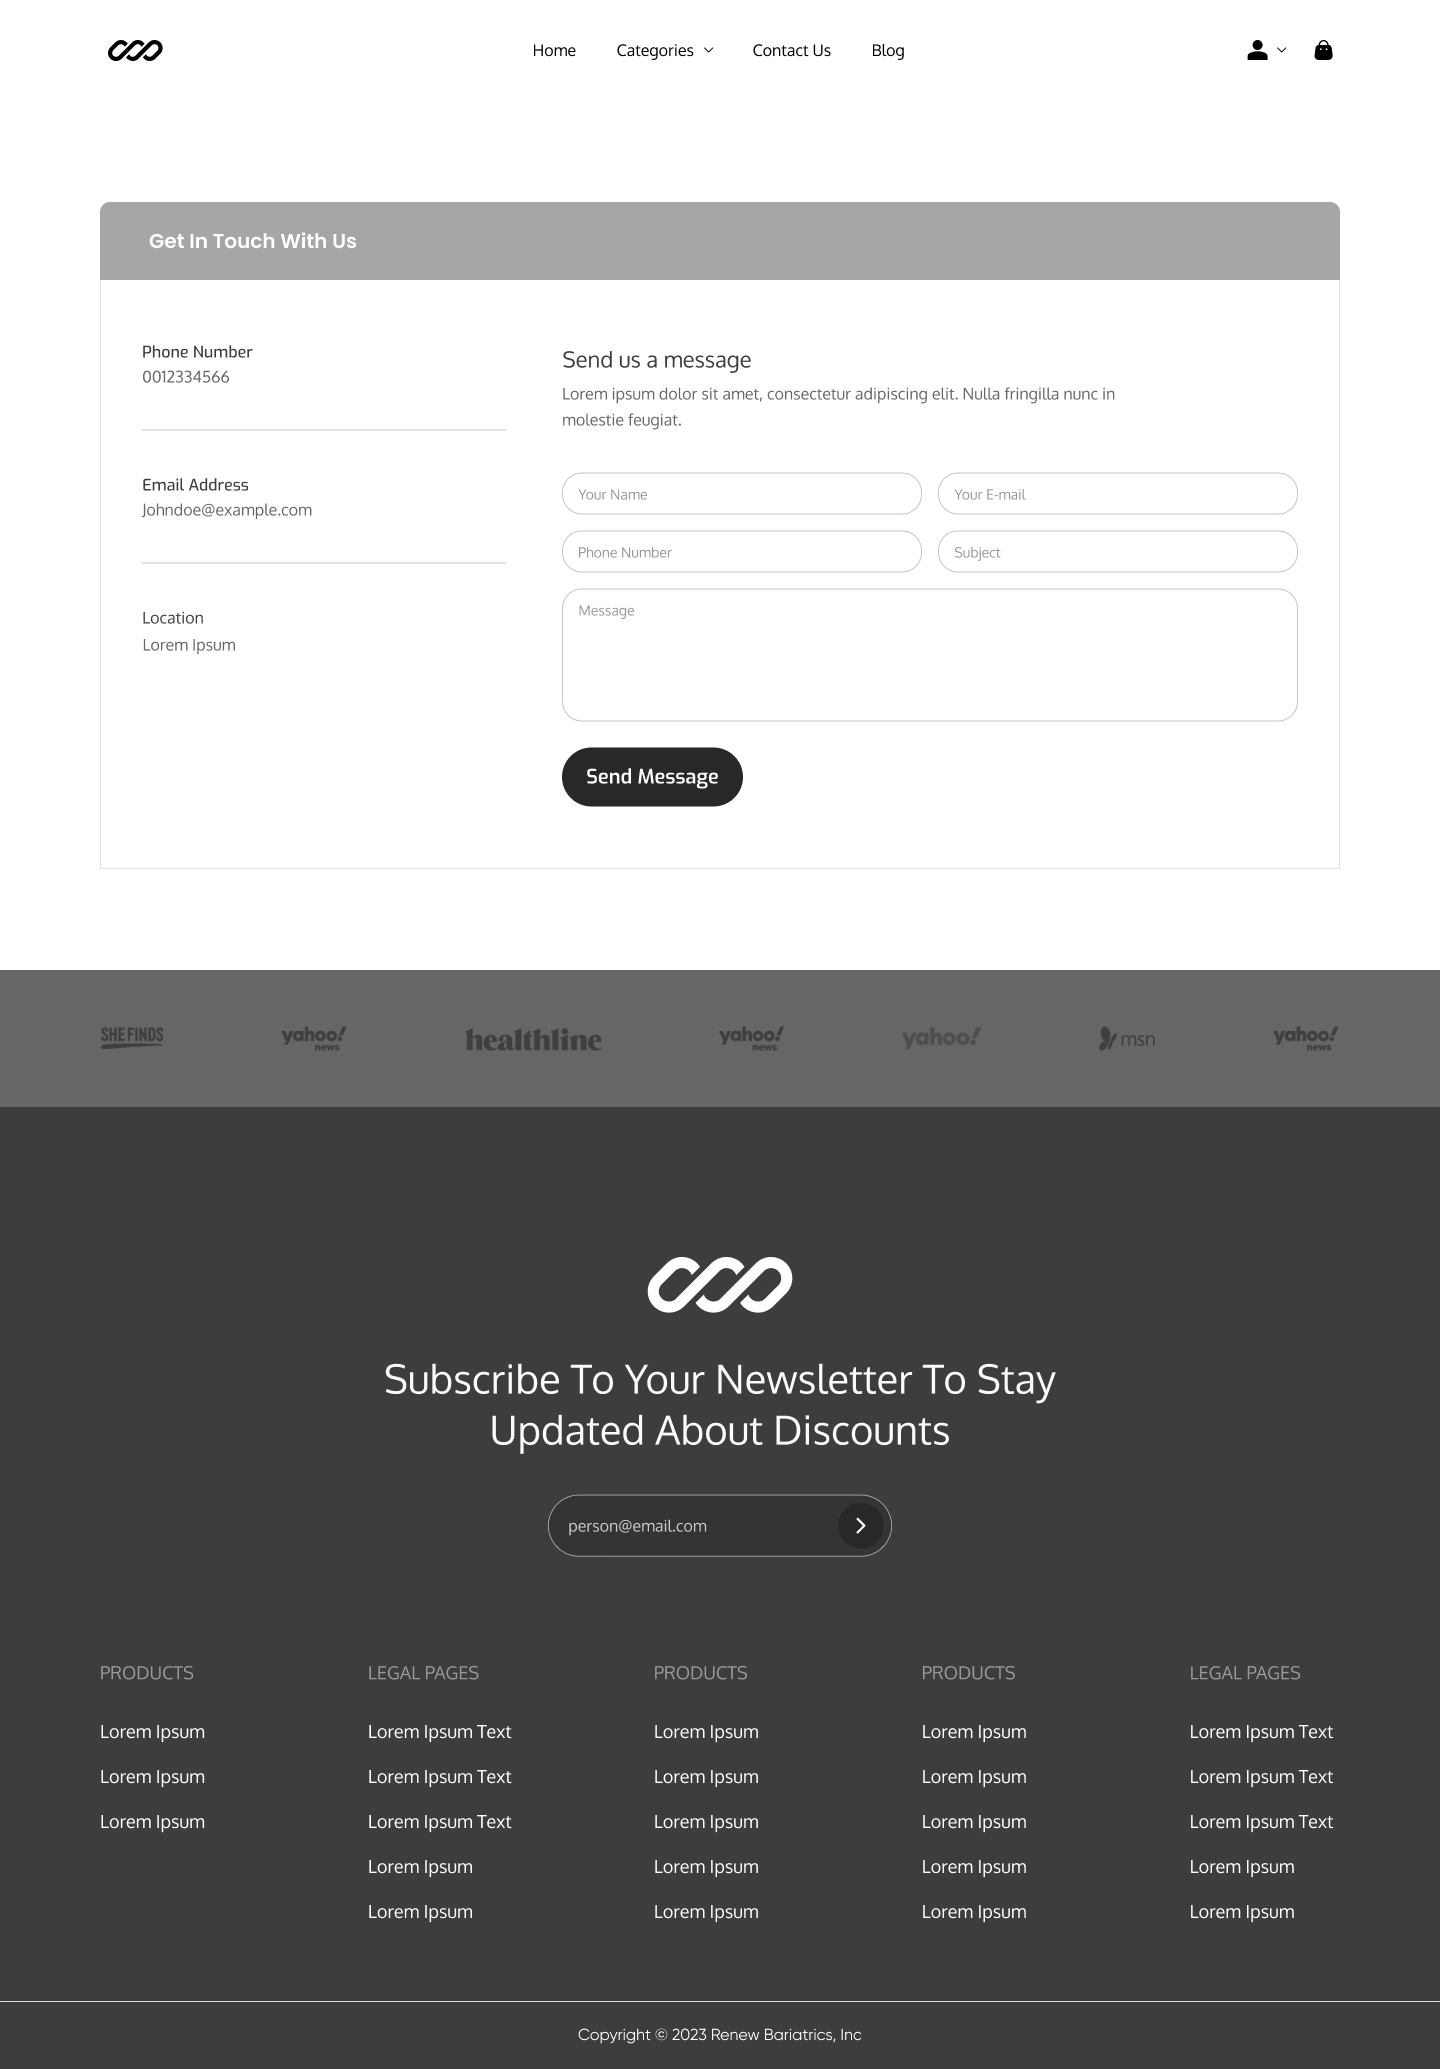 Home Categories Contact Us Blog
Get In Touch With Us
Phone Number
0012334566
Email Address
Johndoe@example.com
Location
Lorem Ipsum
Send us a message
Lorem ipsum dolor sit amet, consectetur adipiscing elit. Nulla fringilla nunc in
molestie feugiat.
Your Name
Your E-mail
Phone Number
Subject
Message
Send Message
SHEFINDS
yahoo!
news
healthline
yahoo!
news
yahoo!
msn
yahoo!
news
Subscribe To Your Newsletter To Stay
Updated About Discounts
person@email.com
PRODUCTS
Lorem Ipsum
Lorem Ipsum
Lorem Ipsum
LEGAL PAGES
Lorem Ipsum Text
Lorem Ipsum Text
Lorem Ipsum Text
Lorem Ipsum
Lorem Ipsum
PRODUCTS
Lorem Ipsum
Lorem Ipsum
Lorem Ipsum
Lorem Ipsum
Lorem Ipsum
PRODUCTS
Lorem Ipsum
Lorem Ipsum
Lorem Ipsum
Lorem Ipsum
Lorem Ipsum
LEGAL PAGES
Lorem Ipsum Text
Lorem Ipsum Text
Lorem Ipsum Text
Lorem Ipsum
Lorem Ipsum
Copyright © 2023 Renew Bariatrics, Inc